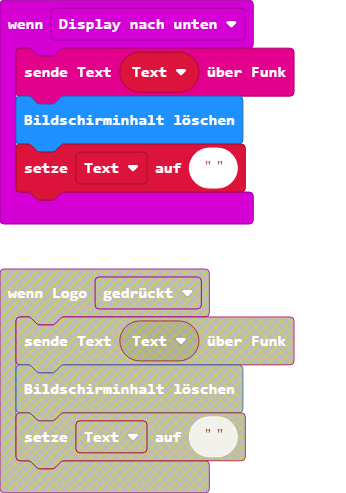 wenn Display nach unten
sende Text Text über Funk
Bildschirminhalt löschen
setze Text auf " "
wenn Logo gedrückt
sende Text Text über Funk
Bildschirminhalt löschen
setze Text auf " "